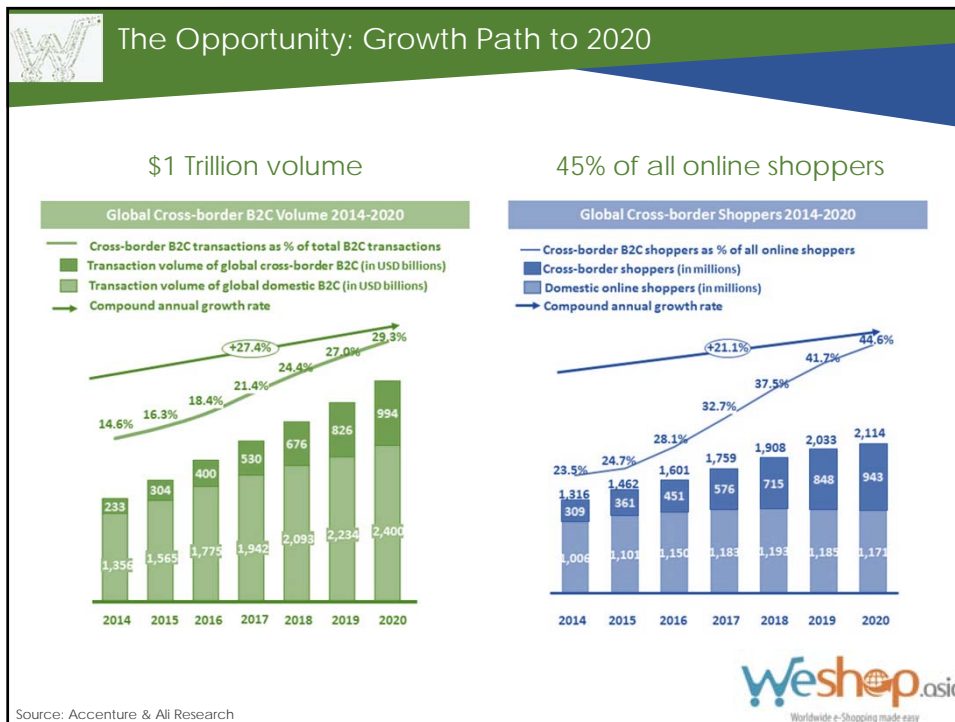 The Opportunity: Growth Path to 2020
$1 Trillion volume
Global Cross-border B2C Volume 2014-2020
Cross-border B2C transactions as % of total B2C transactions
Transaction volume of global cross-border B2C (in USD billions)
Transaction volume of global domestic B2C (in USD billions)
Compound annual growth rate
+27.4%
14.6% 16.3% 18.4% 21.4% 24.4% 27.0% 29.3%
233 304 400 530 676 826 994
1,356 1,565 1,775 1,942 2,093 2,234 2,400
2014 2015 2016 2017 2018 2019 2020
45% of all online shoppers
Global Cross-border Shoppers 2014-2020
Cross-border B2C shoppers as % of all online shoppers
Cross-border shoppers (in millions)
Domestic online shoppers (in millions)
Compound annual growth rate
+21.1%
23.5% 24.7% 28.1% 32.7% 37.5% 41.7% 44.6%
1,316 1,462 1,601 1,759 1,908 2,033 2,114
309 361 451 576 715 848 943
1,006 1,101 1,150 1,183 1,193 1,185 1,171
2014 2015 2016 2017 2018 2019 2020
Weshop.asia
Worldwide e-Shopping made easy
Source: Accenture & Ali Research